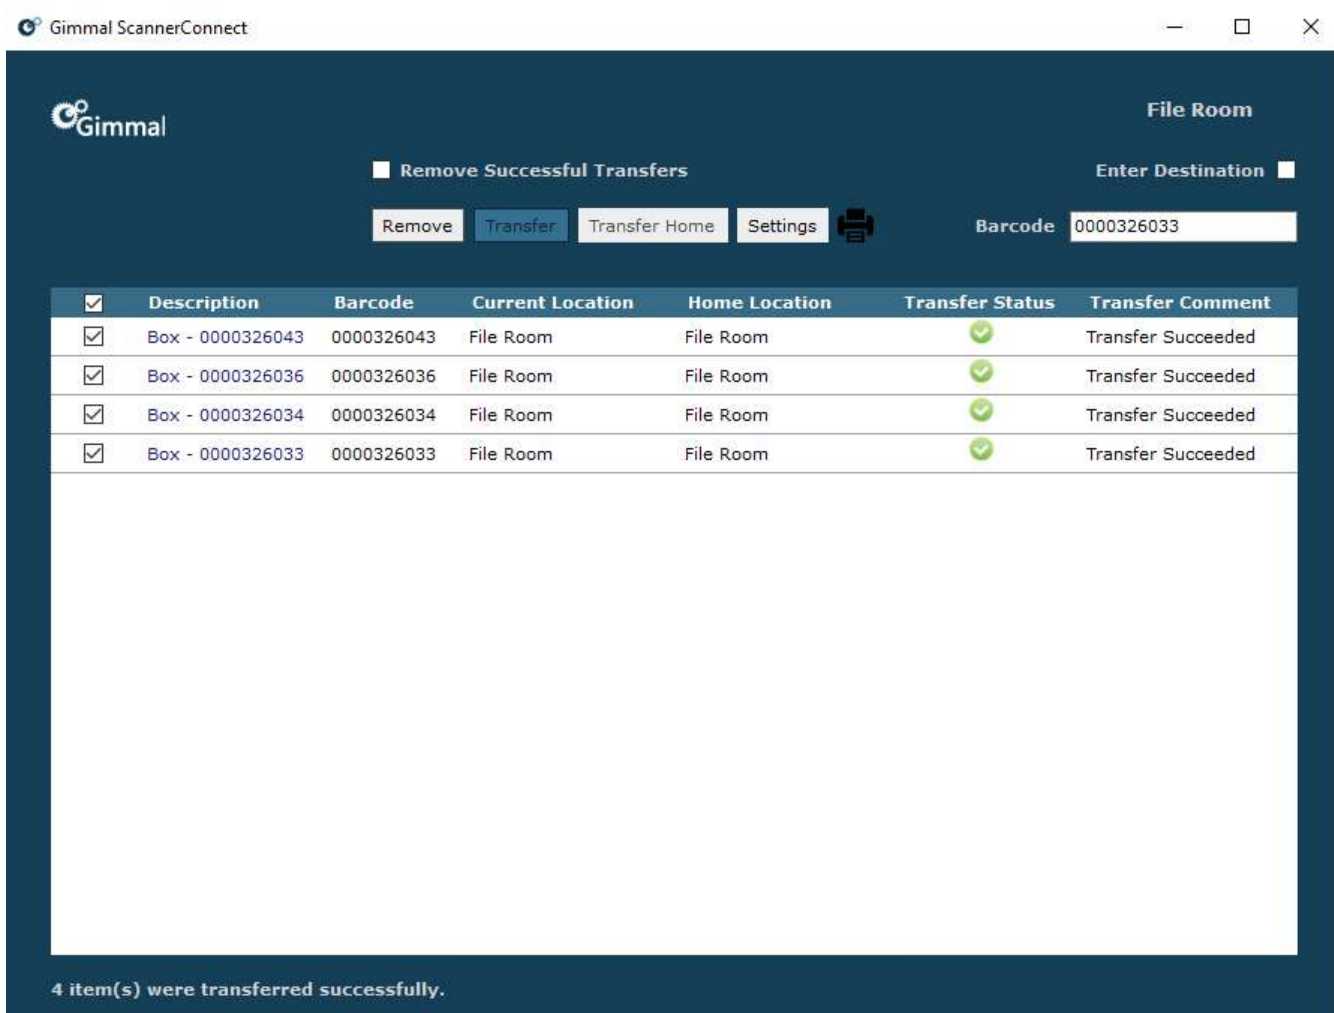 Gimmal ScannerConnect
Gimmal
File Room
Remove Successful Transfers Enter Destination
Remove Transfer Transfer Home Settings Barcode 0000326033
Description Barcode Current Location Home Location Transfer Status Transfer Comment
Box - 0000326043 0000326043 File Room File Room Transfer Succeeded
Box - 0000326036 0000326036 File Room File Room Transfer Succeeded
Box - 0000326034 0000326034 File Room File Room Transfer Succeeded
Box - 0000326033 0000326033 File Room File Room Transfer Succeeded
4 item(s) were transferred successfully.